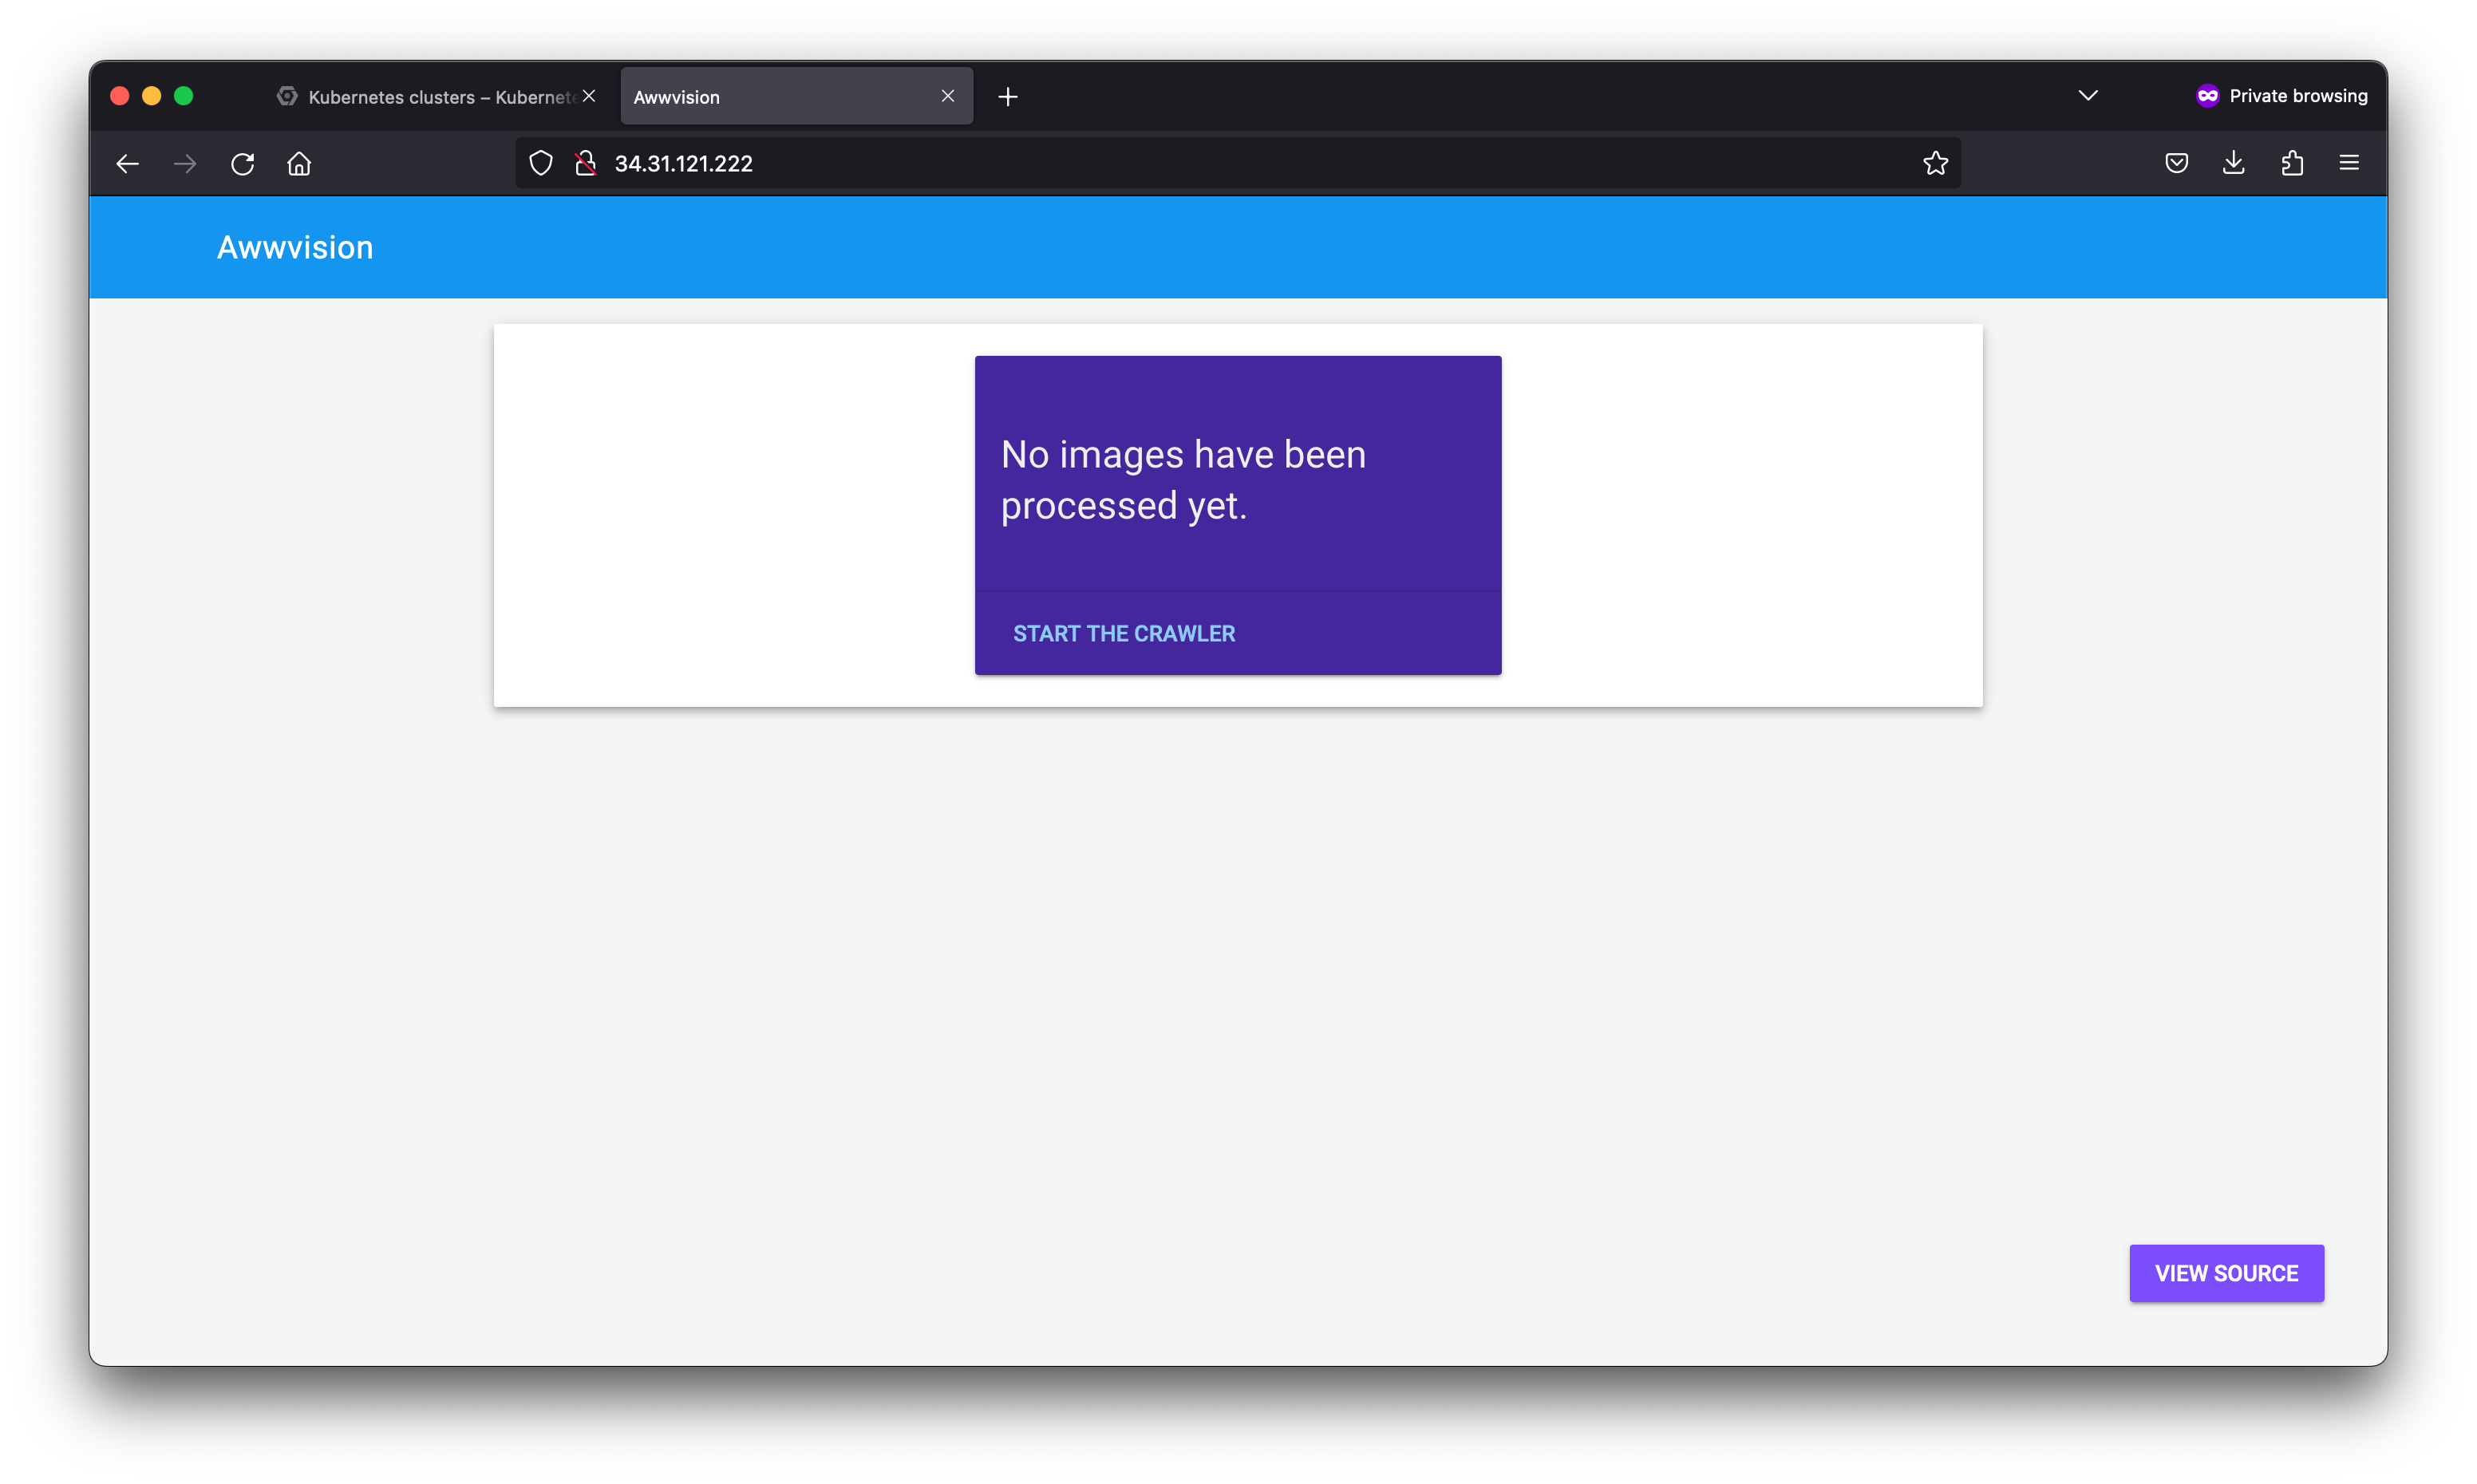 Kubernetes clusters – Kubernete
Awwvision
Private browsing
34.31.121.222
Awwvision
No images have been
processed yet.
START THE CRAWLER
VIEW SOURCE